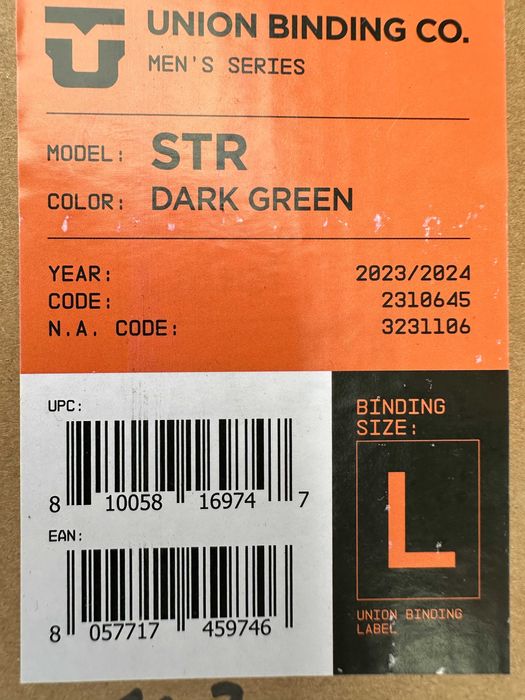 UNION BINDING CO.
MEN'S SERIES
MODEL: STR
COLOR: DARK GREEN
YEAR: 2023/2024
CODE: 2310645
N.A. CODE: 3231106
UPC:
8 10058 16974 7
EAN:
8 057717 459746
BINDING
SIZE:
L
UNION BINDING
LABEL